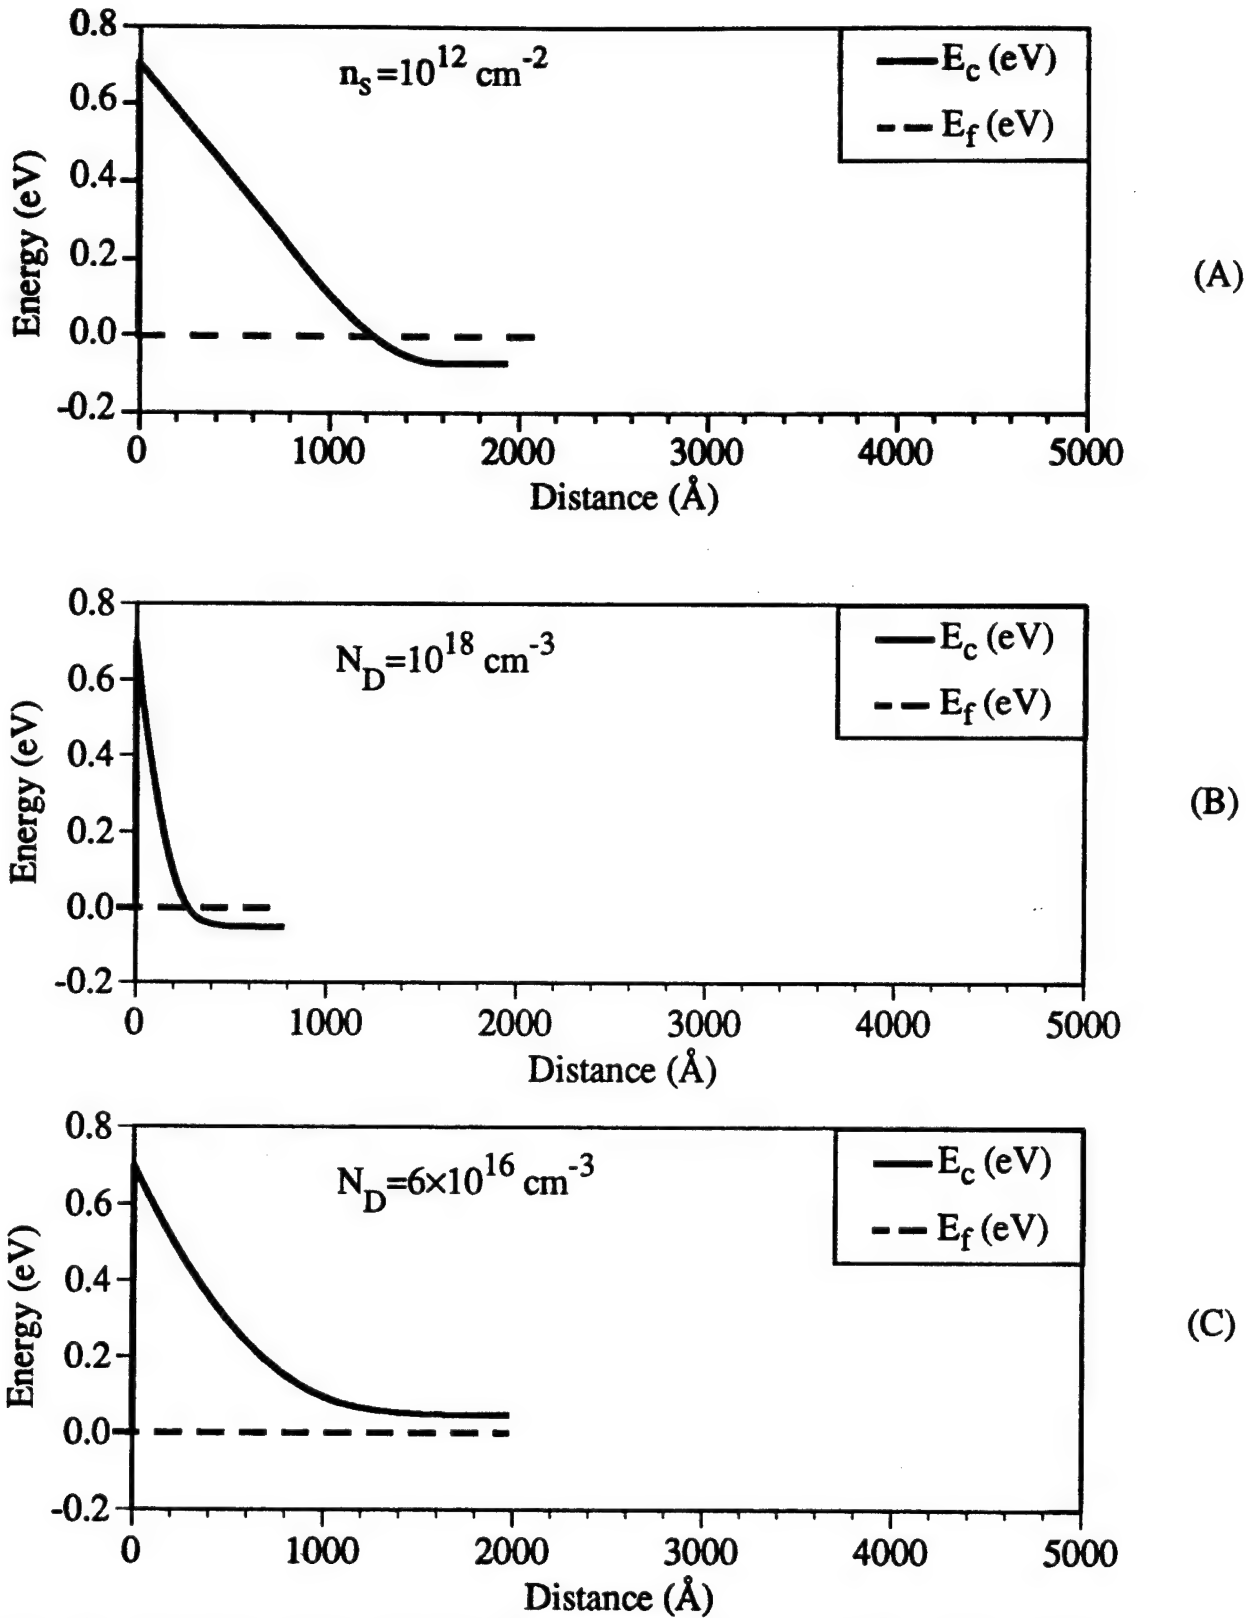 0.8
n_s=10^12 cm^-2
E_c (eV)
E_f (eV)
0.6
0.4
0.2
0.0
-0.2
Energy (eV)
(A)
0 1000 2000 3000 4000 5000
Distance (Å)
0.8
N_D=10^18 cm^-3
E_c (eV)
E_f (eV)
0.6
0.4
0.2
0.0
-0.2
Energy (eV)
(B)
0 1000 2000 3000 4000 5000
Distance (Å)
0.8
N_D=6×10^16 cm^-3
E_c (eV)
E_f (eV)
0.6
0.4
0.2
0.0
-0.2
Energy (eV)
(C)
0 1000 2000 3000 4000 5000
Distance (Å)